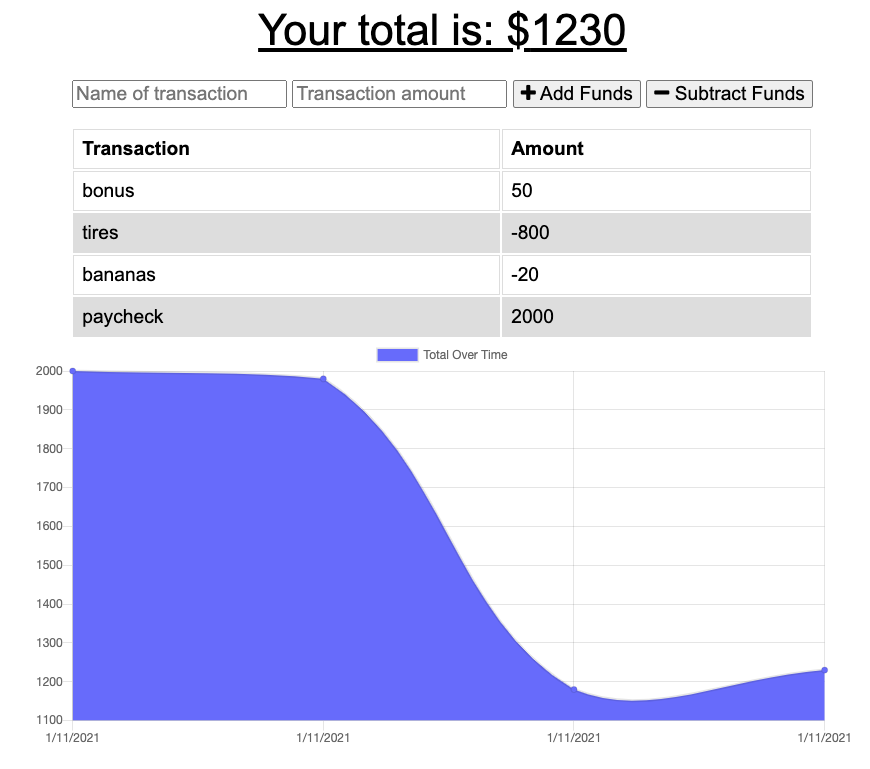 Your total is: $1230
Name of transaction Transaction amount Add Funds Subtract Funds
Transaction Amount
bonus 50
tires -800
bananas -20
paycheck 2000
Total Over Time
2000
1900
1800
1700
1600
1500
1400
1300
1200
1100
1/11/2021 1/11/2021 1/11/2021 1/11/2021